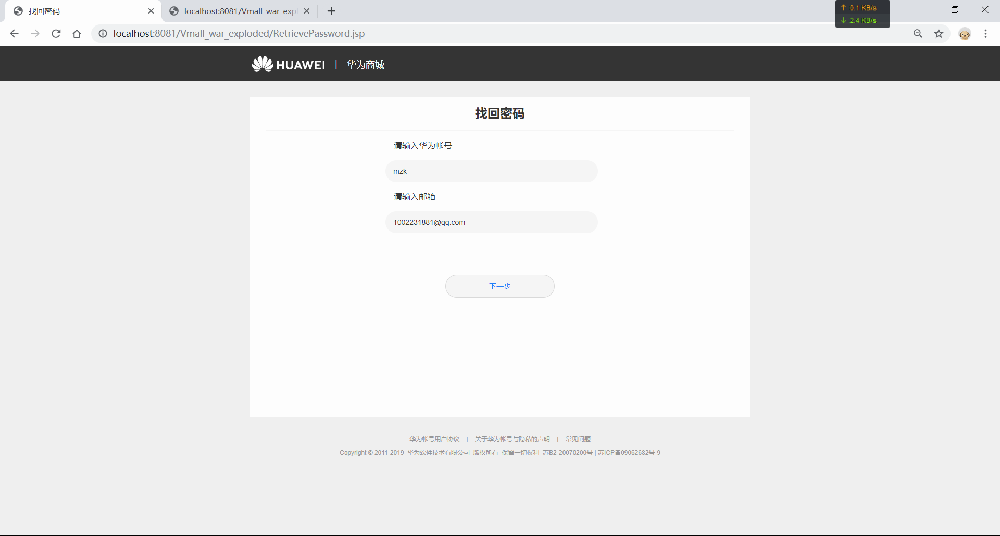 找回密码
localhost:8081/Vmall_war_expl
↑ 0.1 KB/s
↓ 2.4 KB/s
localhost:8081/Vmall_war_exploded/RetrievePassword.jsp
HUAWEI | 华为商城
找回密码
请输入华为帐号
mzk
请输入邮箱
1002231881@qq.com
下一步
华为帐号用户协议 | 关于华为帐号与隐私的声明 | 常见问题
Copyright © 2011-2019 华为软件技术有限公司 版权所有 保留一切权利 苏B2-20070200号 | 苏ICP备09062682号-9